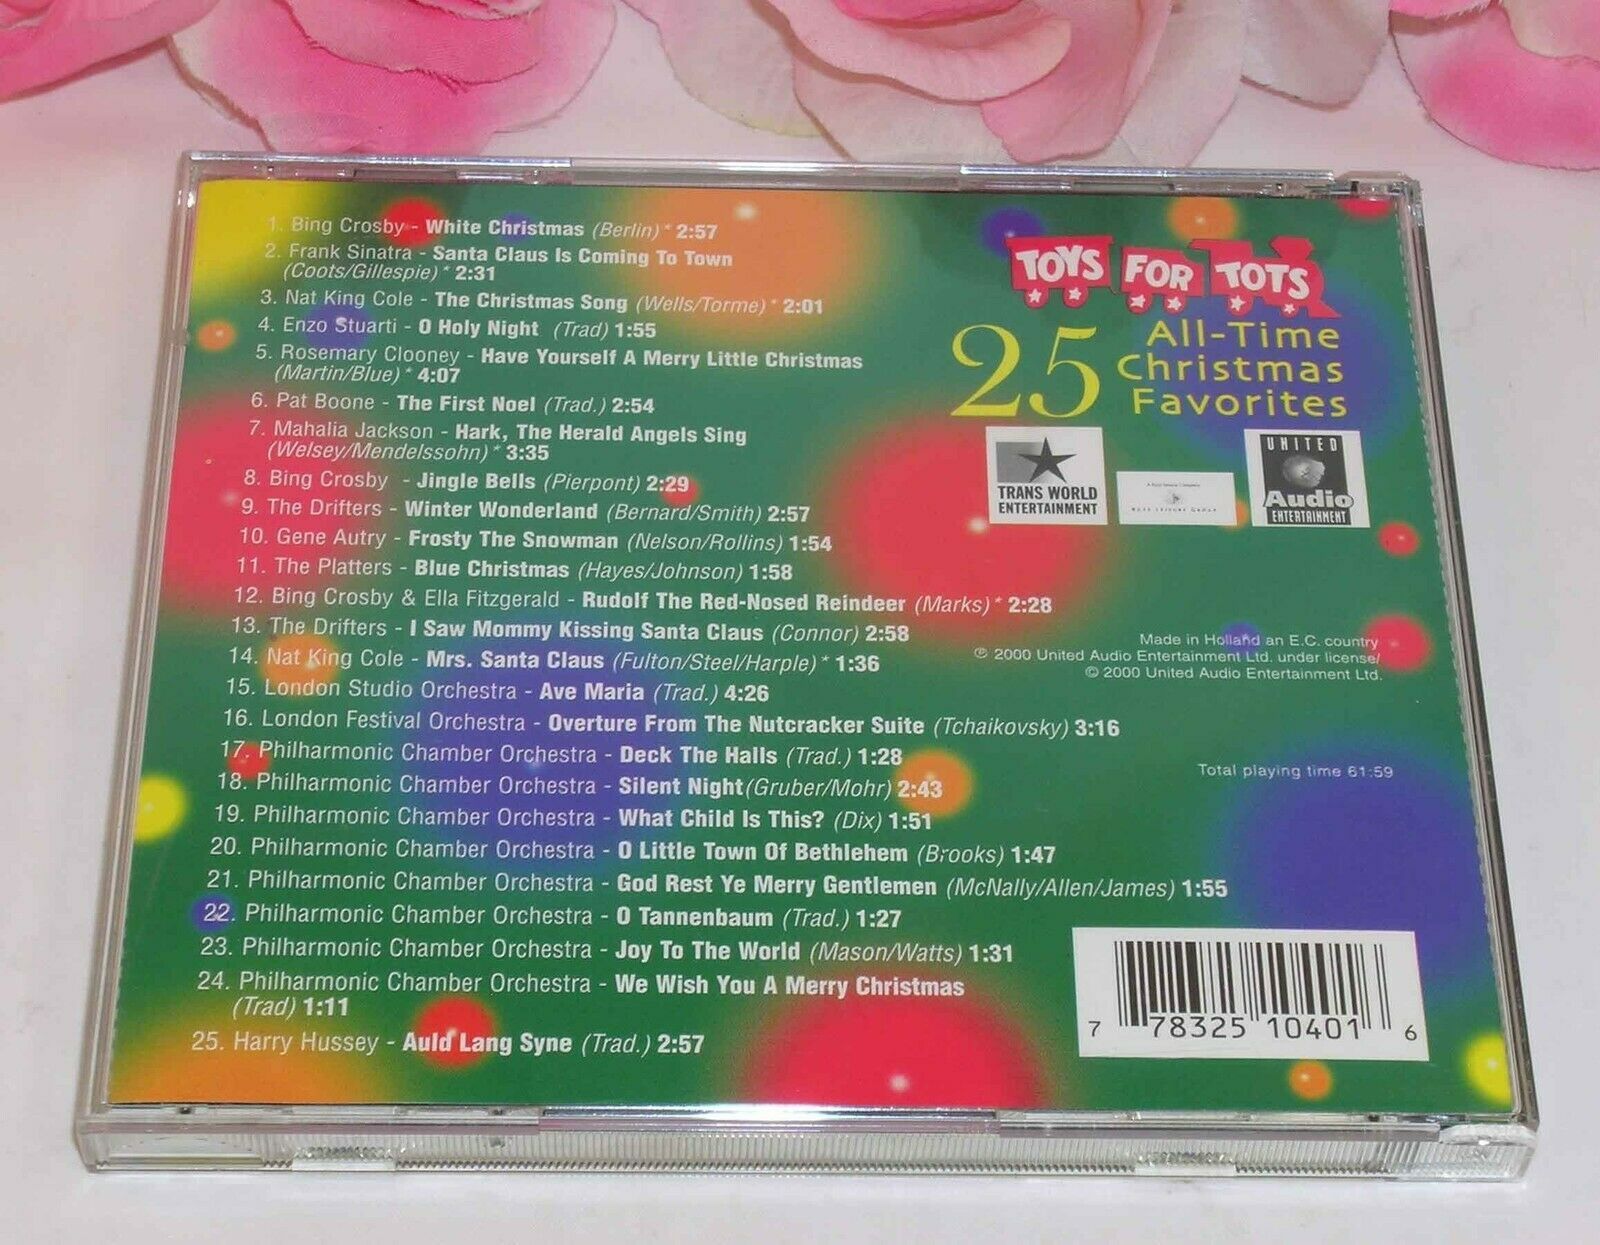 1. Bing Crosby - White Christmas (Berlin) * 2:57
2. Frank Sinatra - Santa Claus Is Coming To Town
(Coots/Gillespie) * 2:31
3. Nat King Cole - The Christmas Song (Wells/Torme) * 2:01
4. Enzo Stuarti - O Holy Night (Trad) 1:55
5. Rosemary Clooney - Have Yourself A Merry Little Christmas
(Martin/Blue) * 4:07
6. Pat Boone - The First Noel (Trad.) 2:54
7. Mahalia Jackson - Hark, The Herald Angels Sing
(Welsey/Mendelssohn) * 3:35
8. Bing Crosby - Jingle Bells (Pierpont) 2:29
9. The Drifters - Winter Wonderland (Bernard/Smith) 2:57
10. Gene Autry - Frosty The Snowman (Nelson/Rollins) 1:54
11. The Platters - Blue Christmas (Hayes/Johnson) 1:58
12. Bing Crosby & Ella Fitzgerald - Rudolf The Red-Nosed Reindeer (Marks) * 2:28
13. The Drifters - I Saw Mommy Kissing Santa Claus (Connor) 2:58
14. Nat King Cole - Mrs. Santa Claus (Fulton/Steel/Harple) * 1:36
15. London Studio Orchestra - Ave Maria (Trad.) 4:26
16. London Festival Orchestra - Overture From The Nutcracker Suite (Tchaikovsky) 3:16
17. Philharmonic Chamber Orchestra - Deck The Halls (Trad.) 1:28
18. Philharmonic Chamber Orchestra - Silent Night (Gruber/Mohr) 2:43
19. Philharmonic Chamber Orchestra - What Child Is This? (Dix) 1:51
20. Philharmonic Chamber Orchestra - O Little Town Of Bethlehem (Brooks) 1:47
21. Philharmonic Chamber Orchestra - God Rest Ye Merry Gentlemen (McNally/Allen/James) 1:55
22. Philharmonic Chamber Orchestra - O Tannenbaum (Trad.) 1:27
23. Philharmonic Chamber Orchestra - Joy To The World (Mason/Watts) 1:31
24. Philharmonic Chamber Orchestra - We Wish You A Merry Christmas
(Trad) 1:11
25. Harry Hussey - Auld Lang Syne (Trad.) 2:57
TOYS FOR TOTS
25 All-Time
Christmas
Favorites
TRANS WORLD
ENTERTAINMENT
UNITED
Audio
ENTERTAINMENT
Made in Holland an E.C. country
℗ 2000 United Audio Entertainment Ltd. under license/
© 2000 United Audio Entertainment Ltd.
Total playing time 61:59
7 78325 10401 6